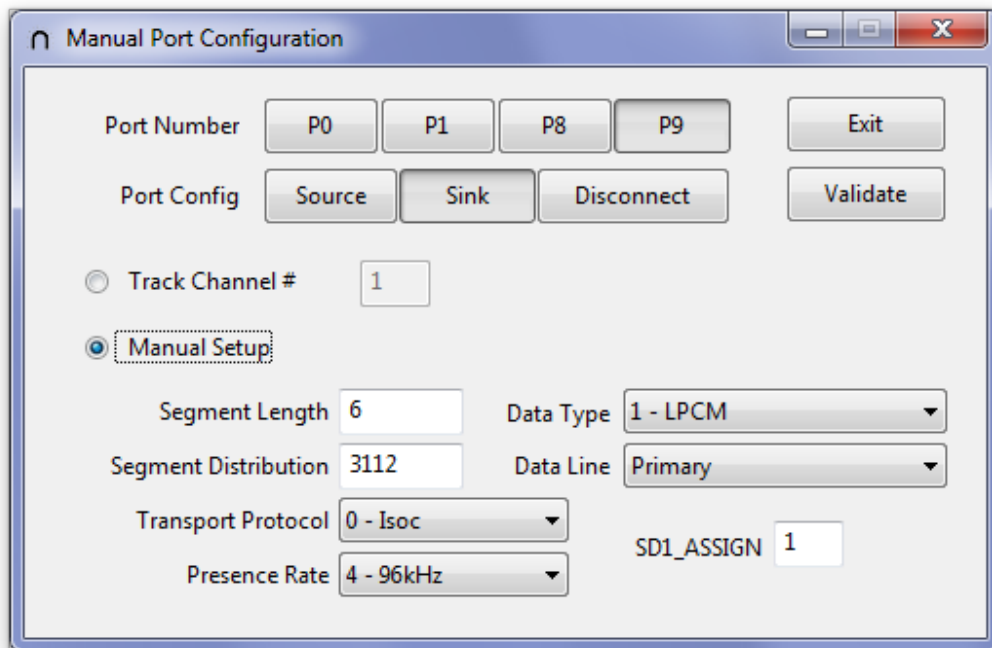 Manual Port Configuration
Port Number P0 P1 P8 P9 Exit
Port Config Source Sink Disconnect Validate
Track Channel # 1
Manual Setup
Segment Length 6 Data Type 1 - LPCM
Segment Distribution 3112 Data Line Primary
Transport Protocol 0 - Isoc
SD1_ASSIGN 1
Presence Rate 4 - 96kHz